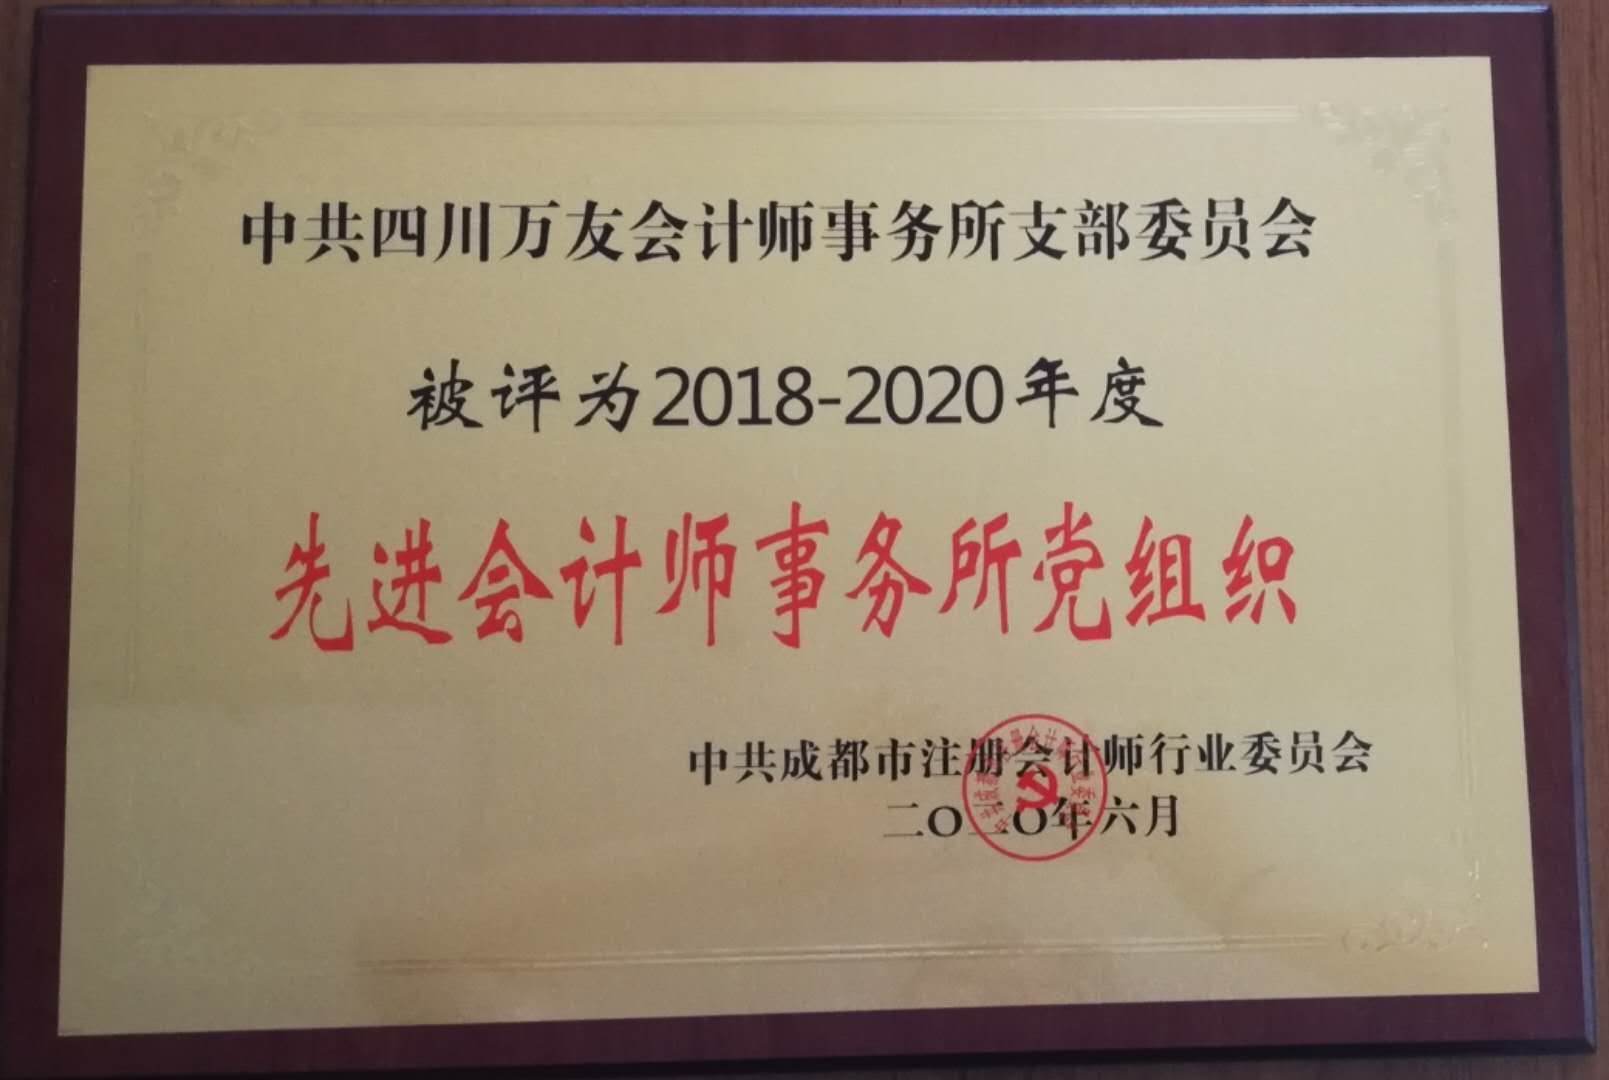 中共四川万友会计师事务所支部委员会
被评为2018-2020年度
先进会计师事务所党组织
中共成都市注册会计师行业委员会
二〇二〇年六月